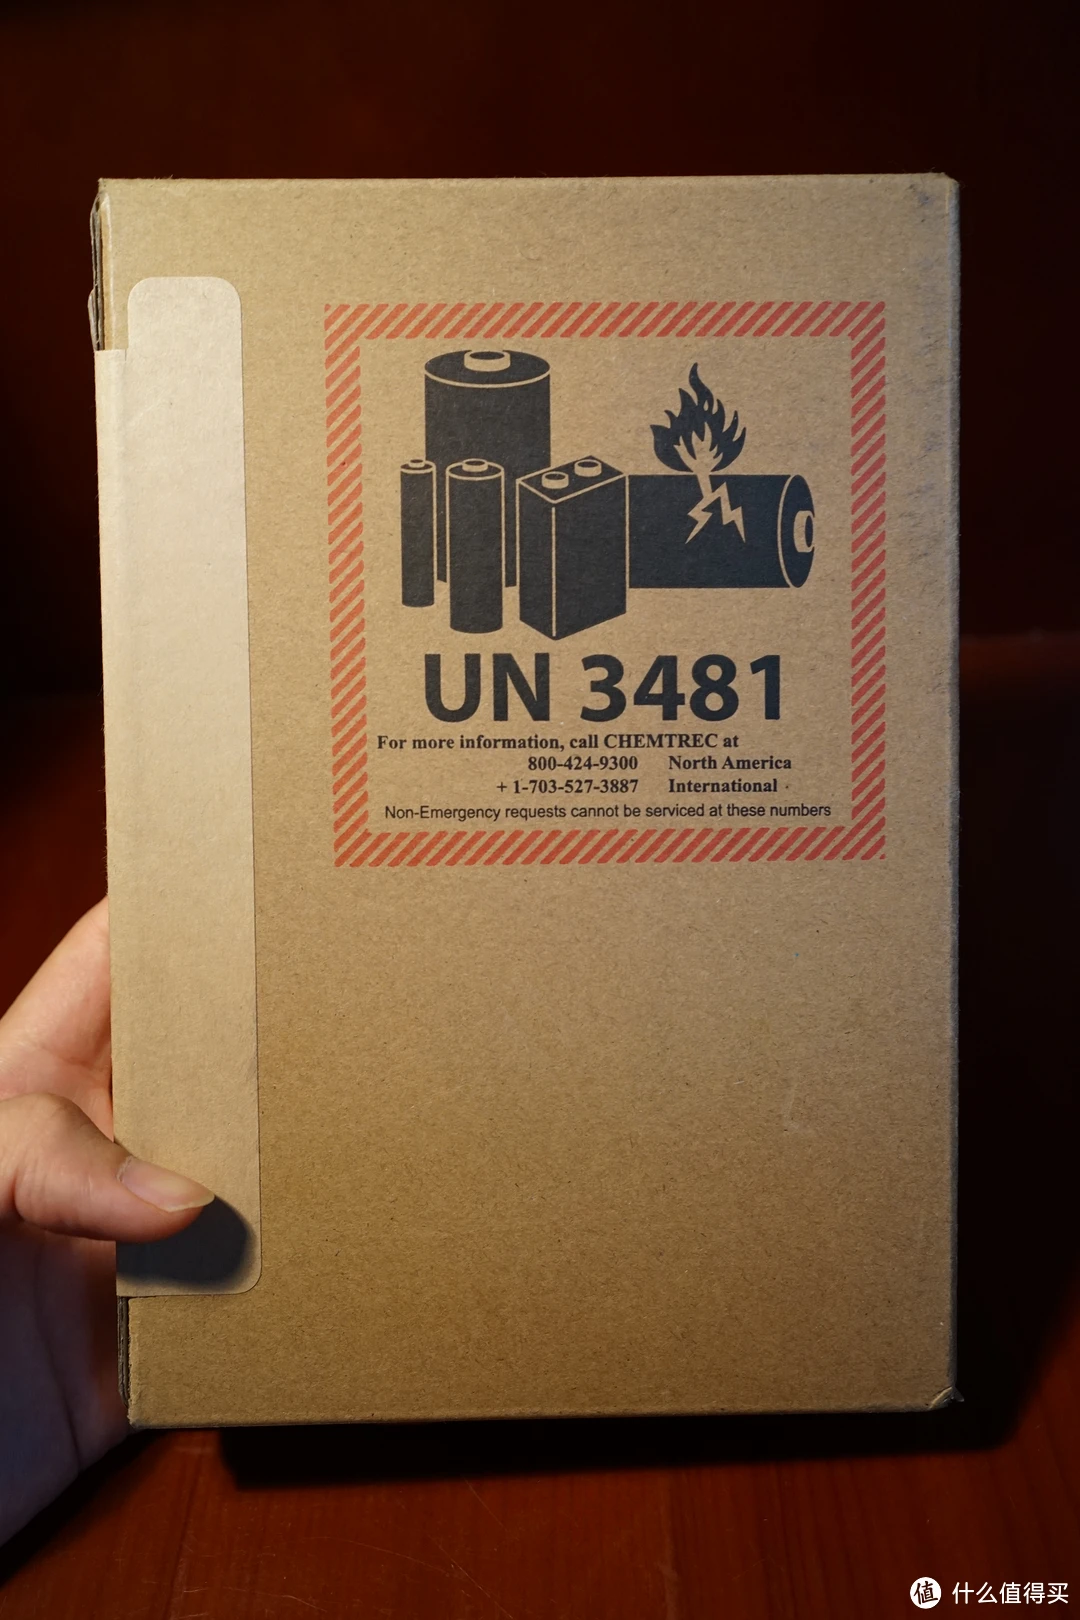 UN 3481
For more information, call CHEMTREC at
800-424-9300 North America
+ 1-703-527-3887 International
Non-Emergency requests cannot be serviced at these numbers
值 什么值得买